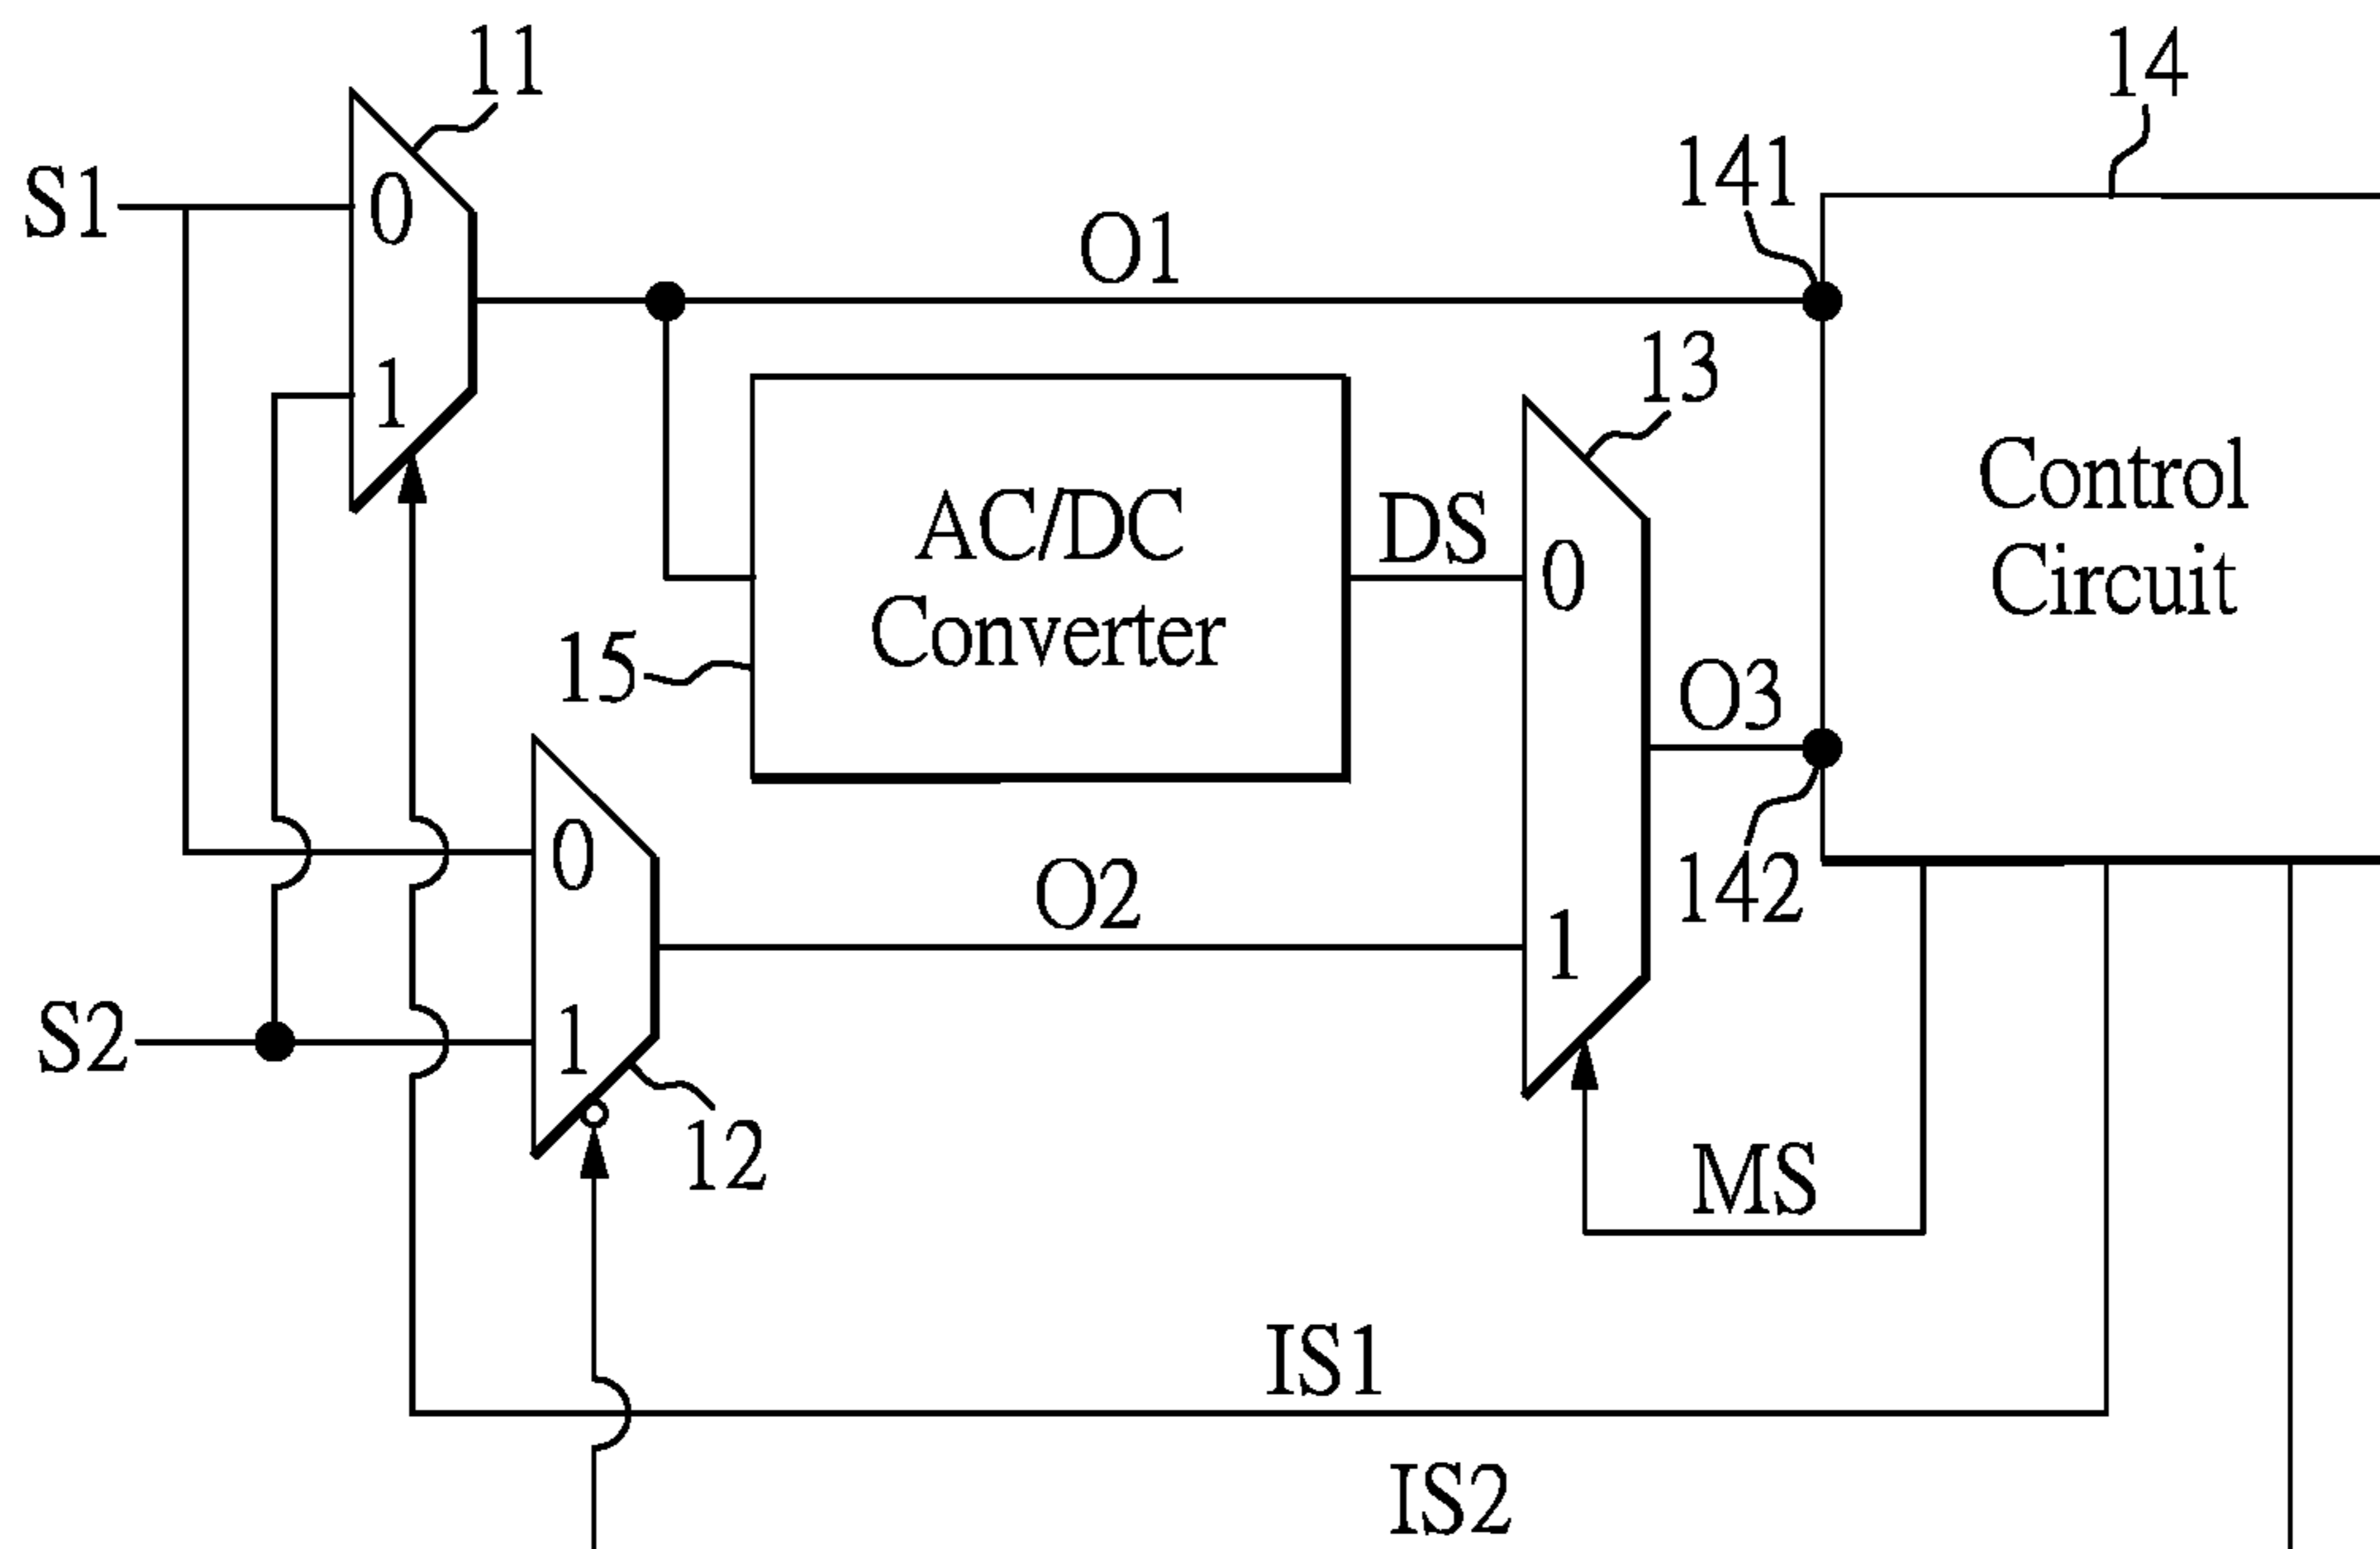 11
14
141
S1
0
O1
13
1
Control
Circuit
AC/DC
Converter
DS
0
15
O3
0
142
O2
1
S2
1
12
MS
IS1
IS2